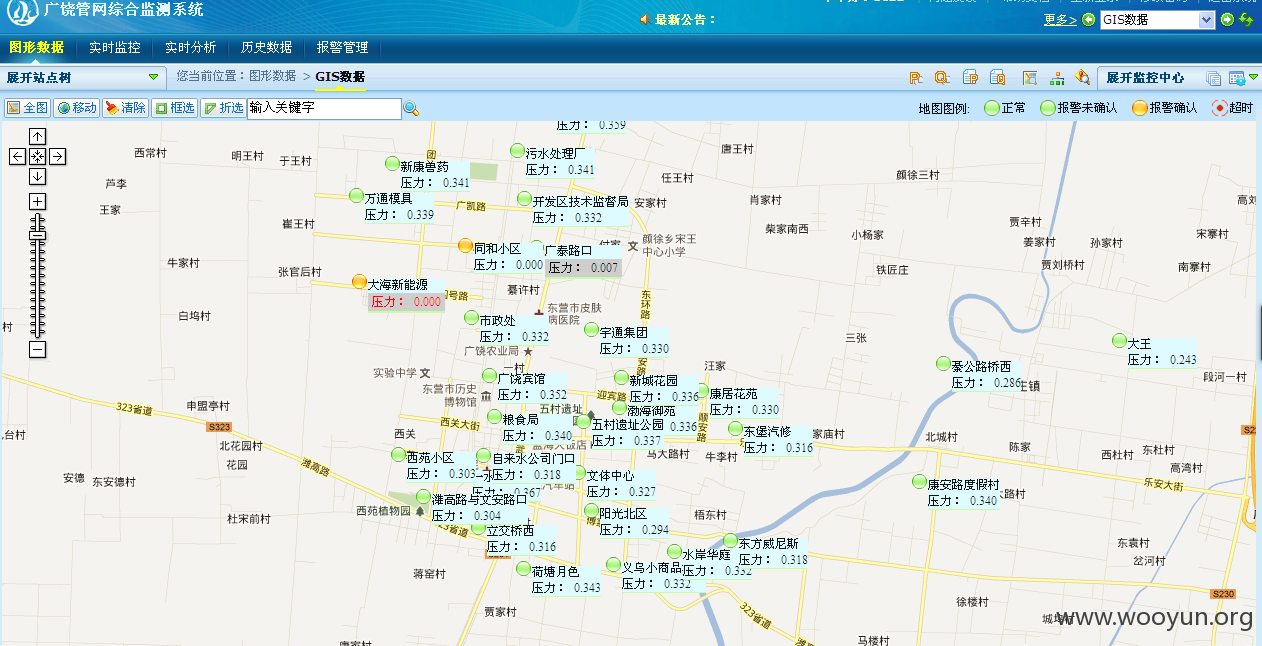 广饶管网综合监测系统
最新公告：
更多> GIS数据
图形数据 实时监控 实时分析 历史数据 报警管理
展开站点树 您当前位置：图形数据 > GIS数据 展开监控中心
全图 移动 清除 框选 折选 输入关键字 地图图例: 正常 报警未确认 报警确认 超时
压力： 0.359
西常村 明王村 于王村 团 污水处理厂 唐王村
新康兽药 压力： 0.341
压力： 0.341
芦李 任王村 颜徐三村
万通模具 开发区技术监督局 安家村 肖家村
王家 广凯路
压力： 0.339 压力： 0.332
崔王村 贾辛村
柴家南西 小杨家 宋寨村
同和小区 广泰路口 颜徐乡宋王
中心小学 文 姜家村 孙家村
牛家村 压力： 0.000 压力： 0.007
张官后村 铁匠庄 贾刘桥村 南寨村
大海新能源 綦许村
压力： 0.000 号路 东环路
白坞村 东营市皮肤
病医院
市政处 宇通集团
压力： 0.332 压力： 0.330
三张 大王
压力： 0.243
广饶农业局
实验中学 文 汪家 綦公路桥西
压力： 0.286 王镇
段河一村
广饶宾馆 新城花园
压力： 0.352 压力： 0.336
东营市历史
博物馆 迎宾路 康居花苑
压力： 0.330
323省道 申盟亭村 五村遗址 渤海御苑
S323 西关大街 粮食局 五村遗址公园 0.336
台村 西关 压力： 0.340 压力： 0.337 东堡汽修 家庙村 北城村
压力： 0.316
北花园村 陈家 东杜村
花园 潍高路 西苑小区 自来水公司门口 马大路村 牛李村 西杜村
压力： 0.303 压力： 0.318 高湾村
安德 东安德村 文体中心
压力： 0.327 康安路度假村 乐安大街
压力： 0.340
0.367
潍高路与文安路口
压力： 0.304
西苑植物园 阳光北区
压力： 0.294 梧东村
杜宋前村 立交桥西
压力： 0.316
东方威尼斯 东袁村
水岸华庭 压力： 0.318 岔河村
蒋窑村 荷塘月色 义乌小商品 压力： 0.332
压力： 0.343 压力： 0.332
S230
贾家村 323省道 徐楼村
马楼村
www.wooyun.org